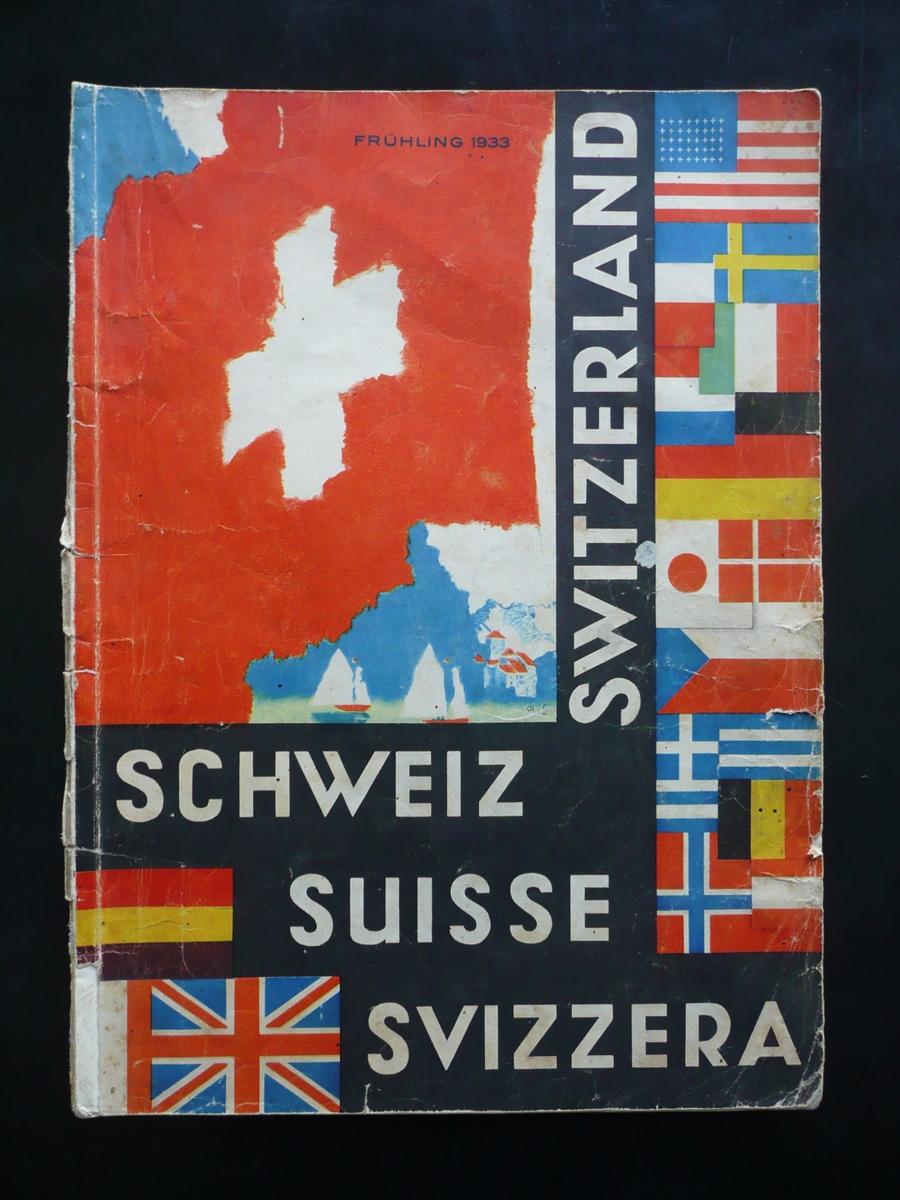 FRÜHLING 1933
SWITZERLAND
SCHWEIZ
SUISSE
SVIZZERA